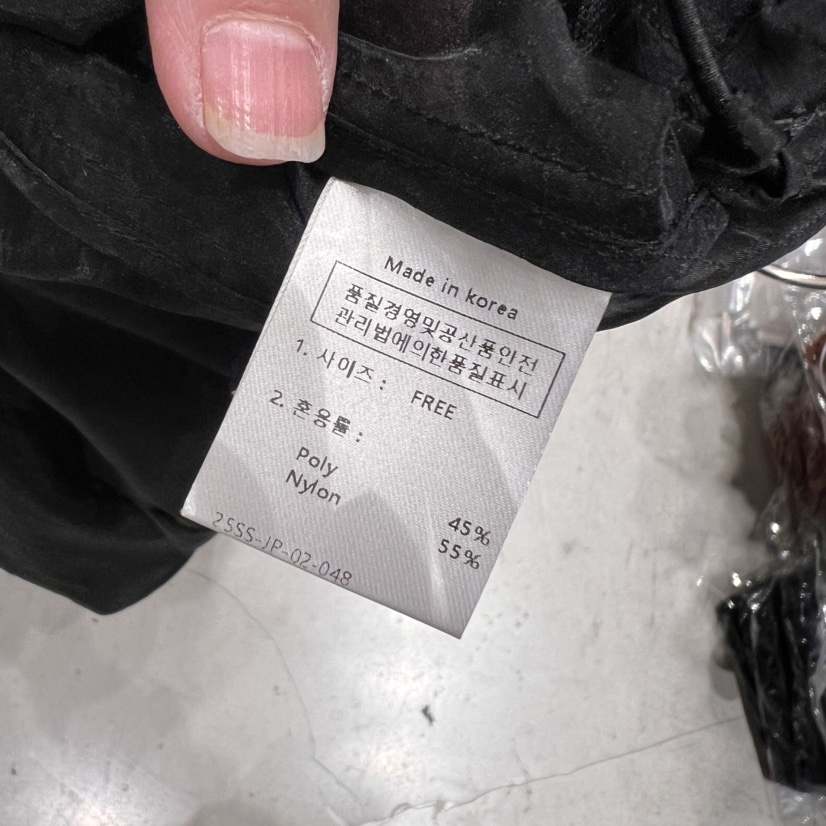 Made in korea
품질경영및공산품안전
관리법에의한품질표시
1. 사이즈 : FREE
2. 혼용률 :
Poly 45%
Nylon 55%
25SS-JP-02-048